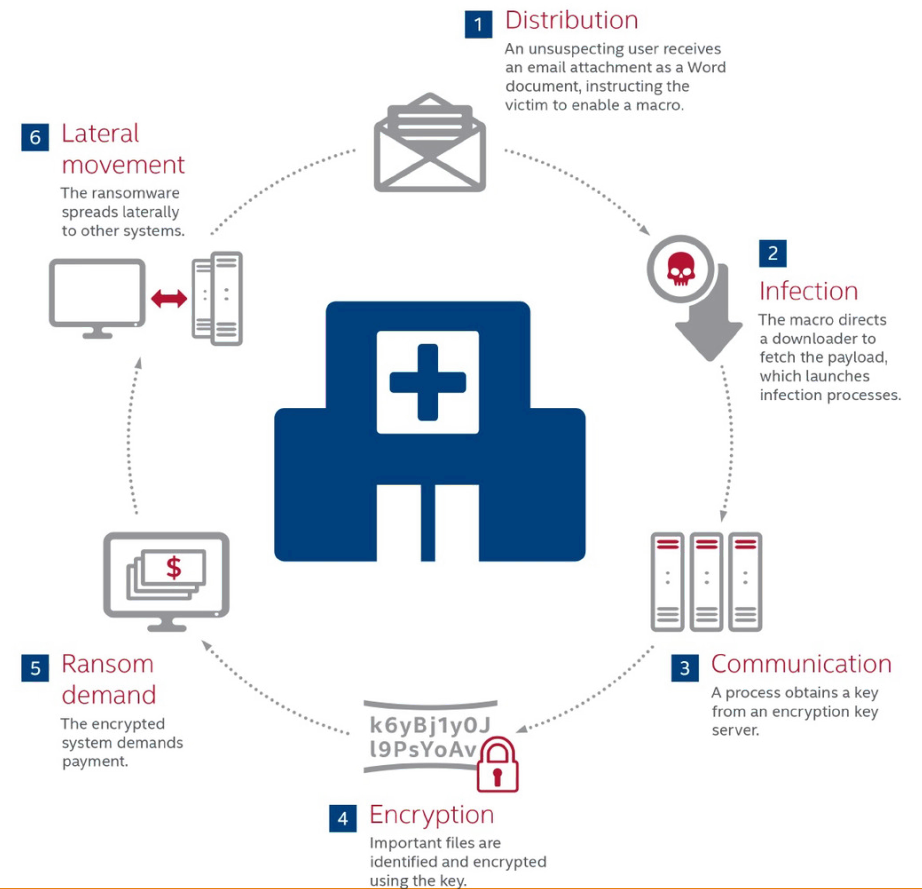 1 Distribution
An unsuspecting user receives
an email attachment as a Word
document, instructing the
victim to enable a macro.
2
Infection
The macro directs
a downloader to
fetch the payload,
which launches
infection processes.
3 Communication
A process obtains a key
from an encryption key
server.
k6yBj1y0J
l9PsYoAv
4 Encryption
Important files are
identified and encrypted
using the key.
$
5 Ransom
demand
The encrypted
system demands
payment.
6 Lateral
movement
The ransomware
spreads laterally
to other systems.